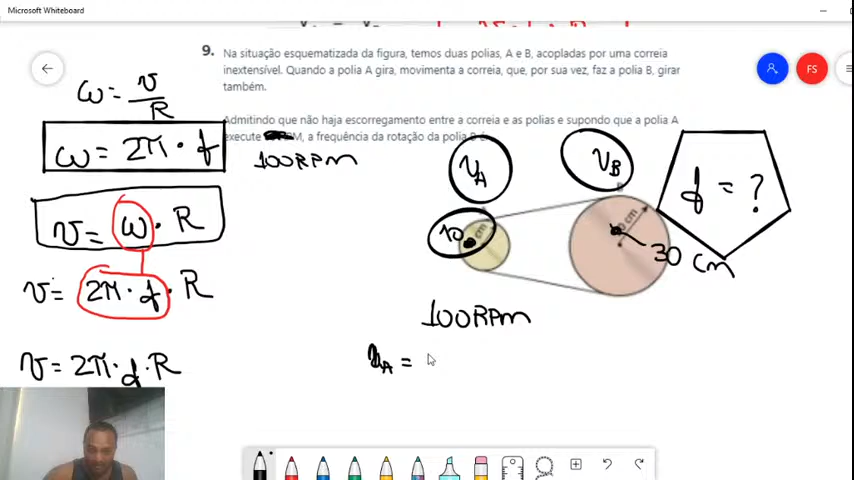 Microsoft Whiteboard
9. Na situação esquematizada da figura, temos duas polias, A e B, acopladas por uma correia
inextensível. Quando a polia A gira, movimenta a correia, que, por sua vez, faz a polia B, girar
também.
Admitindo que não haja escorregamento entre a correia e as polias e supondo que a polia A
execute RPM, a frequência da rotação da polia B é
100RPM
FS
ω = v/R
ω = 2π · f
v = ω · R
v = 2π · f · R
v = 2π · f · R
VA
VB
f = ?
10 cm
cm
30 cm
100RPM
VA =